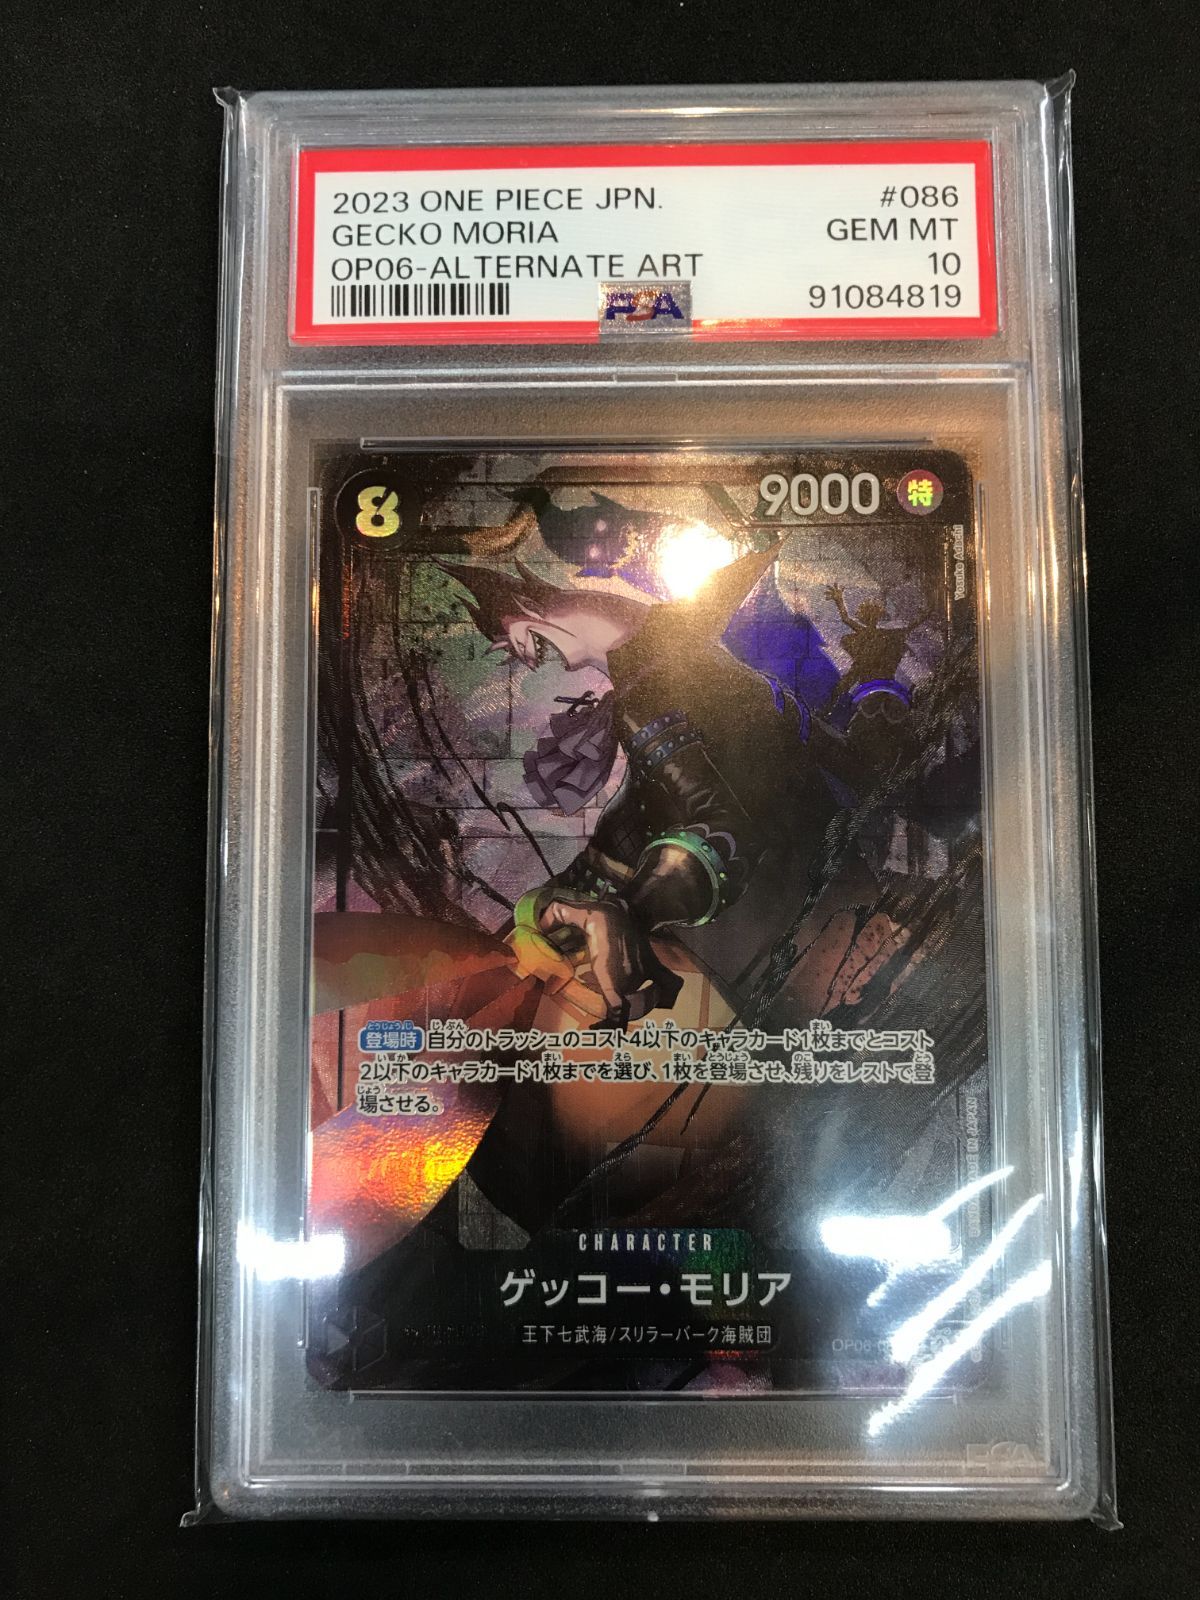 2023 ONE PIECE JPN. #086
GECKO MORIA GEM MT
OP06-ALTERNATE ART 10
91084819
PSA
8
9000
特
Yosuke Adachi
登場時 自分のトラッシュのコスト4以下のキャラカード1枚までとコスト
2以下のキャラカード1枚までを選び、1枚を登場させ、残りをレストで登
場させる。
CHARACTER
ゲッコー・モリア
王下七武海/スリラーバーク海賊団
PSA